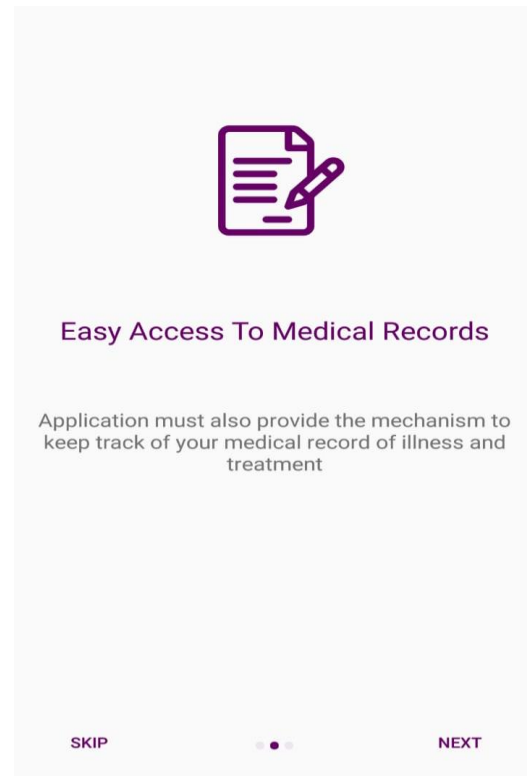 Easy Access To Medical Records
Application must also provide the mechanism to
keep track of your medical record of illness and
treatment
SKIP
NEXT